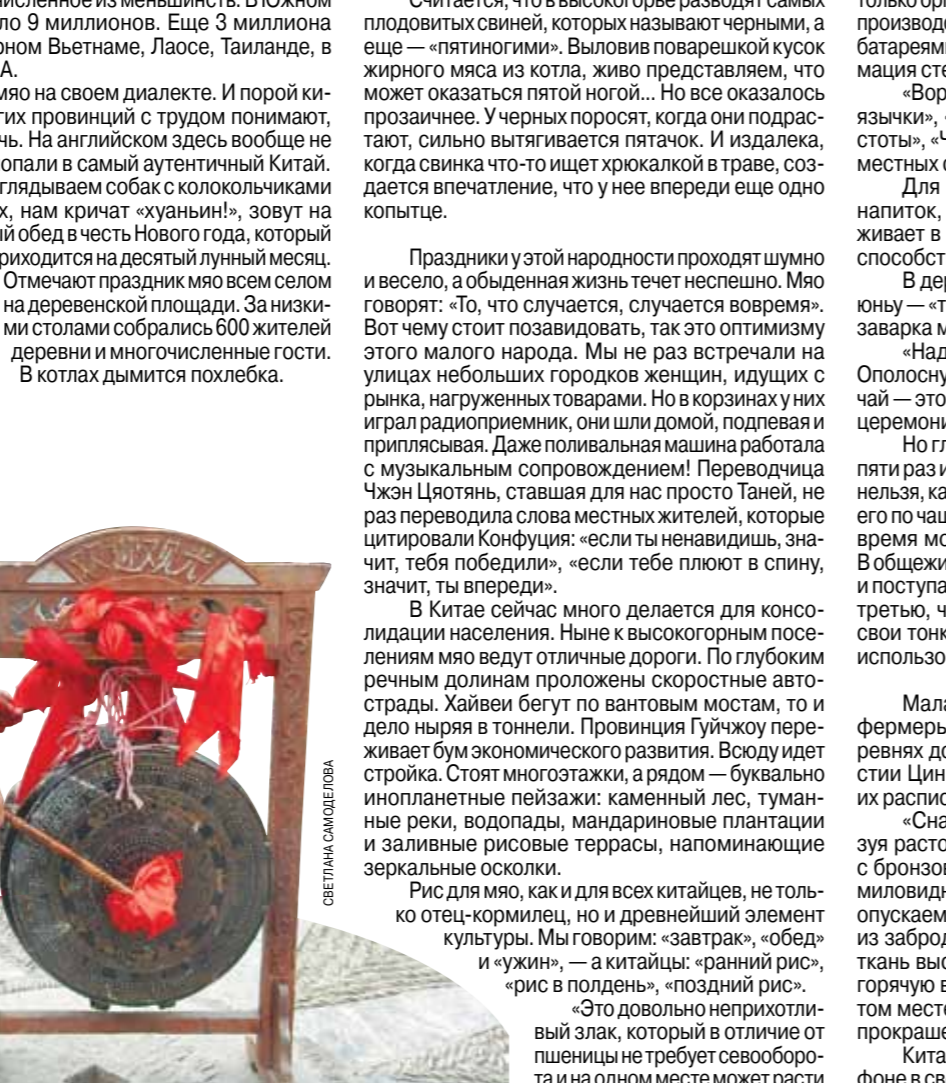 численное из меньшинств. В Южном
ло 9 миллионов. Еще 3 миллиона
рном Вьетнаме, Лаосе, Таиланде, в
А.
мяо на своем диалекте. И порой ки-
гих провинций с трудом понимают,
чь. На английском здесь вообще не
опали в самый аутентичный Китай.
глядываем собак с колокольчиками
х, нам кричат «хуаньин!», зовут на
ый обед в честь Нового года, который
риходится на десятый лунный месяц.
Отмечают праздник мяо всем селом
на деревенской площади. За низки-
ми столами собрались 600 жителей
деревни и многочисленные гости.
В котлах дымится похлебка.
СВЕТЛАНА САМОДЕЛОВА
Считается, что в высокогорье разводят самых
плодовитых свиней, которых называют черными, а
еще — «пятиногими». Выловив поварешкой кусок
жирного мяса из котла, живо представляем, что
может оказаться пятой ногой... Но все оказалось
прозаичнее. У черных поросят, когда они подрас-
тают, сильно вытягивается пятачок. И издалека,
когда свинка что-то ищет хрюкалкой в траве, соз-
дается впечатление, что у нее впереди еще одно
копытце.
Праздники у этой народности проходят шумно
и весело, а обыденная жизнь течет неспешно. Мяо
говорят: «То, что случается, случается вовремя».
Вот чему стоит позавидовать, так это оптимизму
этого малого народа. Мы не раз встречали на
улицах небольших городков женщин, идущих с
рынка, нагруженных товарами. Но в корзинах у них
играл радиоприемник, они шли домой, подпевая и
приплясывая. Даже поливальная машина работала
с музыкальным сопровождением! Переводчица
Чжэн Цяотянь, ставшая для нас просто Таней, не
раз переводила слова местных жителей, которые
цитировали Конфуция: «если ты ненавидишь, зна-
чит, тебя победили», «если тебе плюют в спину,
значит, ты впереди».
В Китае сейчас много делается для консо-
лидации населения. Ныне к высокогорным посе-
лениям мяо ведут отличные дороги. По глубоким
речным долинам проложены скоростные авто-
страды. Хайвеи бегут по вантовым мостам, то и
дело ныряя в тоннели. Провинция Гуйчжоу пере-
живает бум экономического развития. Всюду идет
стройка. Стоят многоэтажки, а рядом — буквально
инопланетные пейзажи: каменный лес, туман-
ные реки, водопады, мандариновые плантации
и заливные рисовые террасы, напоминающие
зеркальные осколки.
Рис для мяо, как и для всех китайцев, не толь-
ко отец-кормилец, но и древнейший элемент
культуры. Мы говорим: «завтрак», «обед»
и «ужин», — а китайцы: «ранний рис»,
«рис в полдень», «поздний рис».
«Это довольно неприхотли-
вый злак, который в отличие от
пшеницы не требует севооборо-
та и на одном месте может расти
только орг
производс
батареями
мация сте
«Вор
язычки», «
стоты», «Ч
местных с
Для
напиток,
живает в
способст
В дер
юньу — «т
заварка м
«Над
Ополосну
чай — это
церемони
Но гл
пяти раз и
нельзя, ка
его по чаш
время мо
В общежи
и поступа
третью, ч
свои тонк
использо
Мала
фермеры
ревнях до
стии Цин
их распис
«Сна
зуя расто
с бронзов
миловидн
опускаем
из заброд
ткань выс
горячую в
том месте
прокраше
Кита
фоне в св